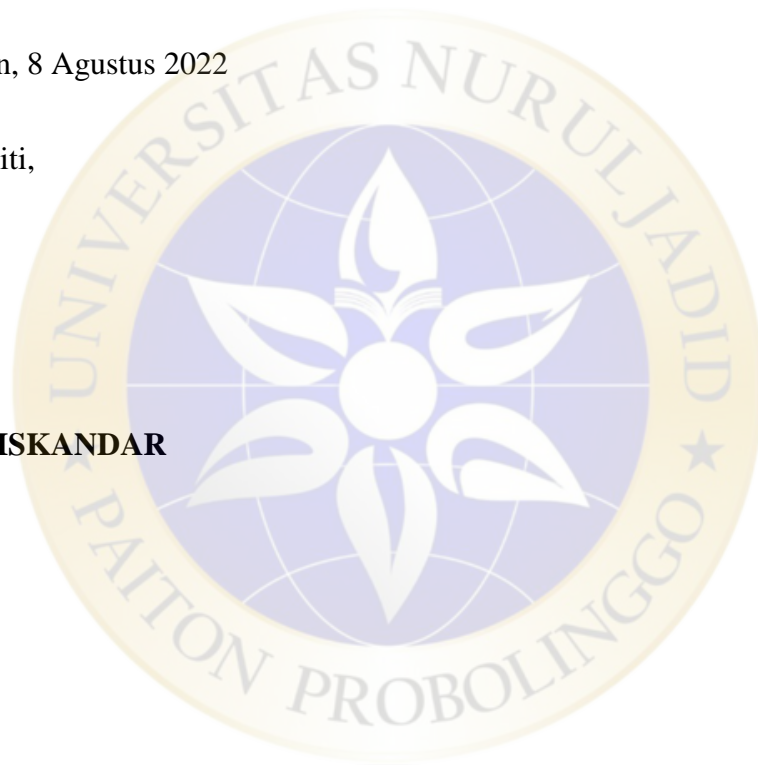 n, 8 Agustus 2022
iti,
ISKANDAR
UNIVERSITAS NURUL JADID
PAITON PROBOLINGGO